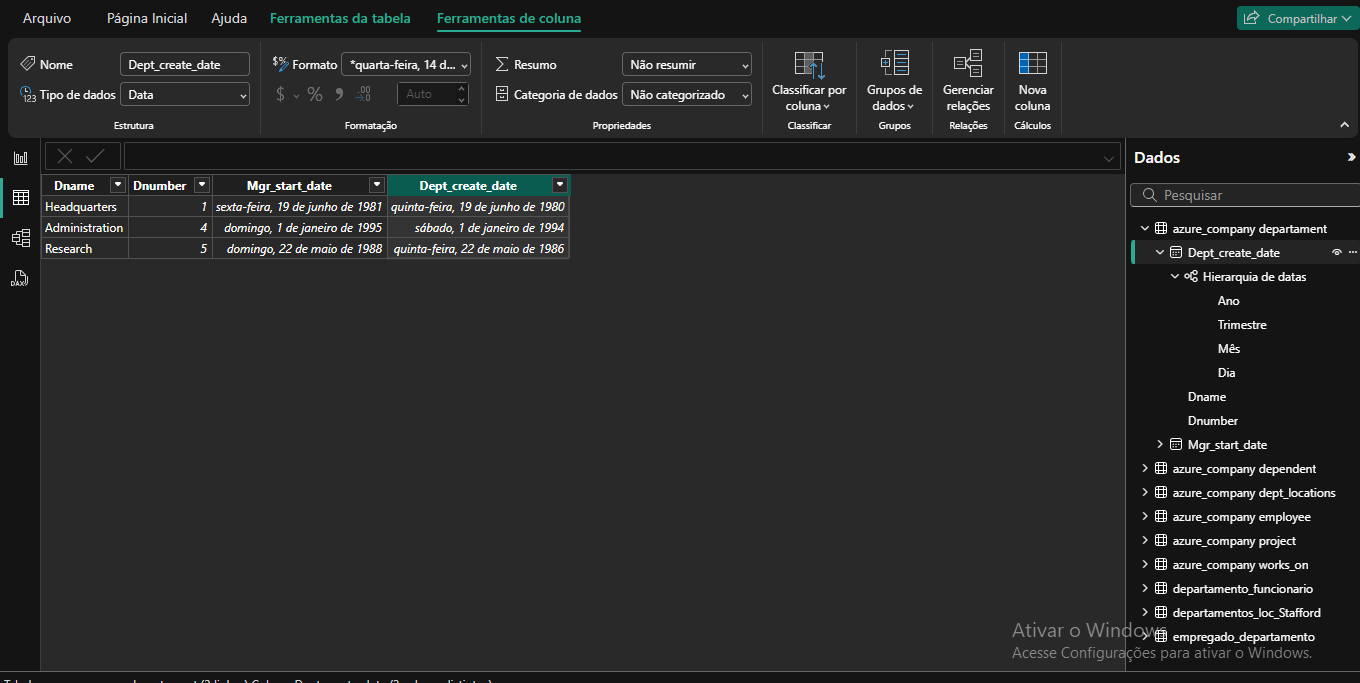 Arquivo Página Inicial Ajuda Ferramentas da tabela Ferramentas de coluna Compartilhar
Nome Dept_create_date
Tipo de dados Data
Estrutura
$% Formato *quarta-feira, 14 d...
$ % 9 .00 Auto
Formatação
Resumo Não resumir
Categoria de dados Não categorizado
Propriedades
Classificar por
coluna
Classificar
Grupos de
dados
Grupos
Gerenciar
relações
Relações
Nova
coluna
Cálculos
Dname Dnumber Mgr_start_date Dept_create_date
Headquarters 1 sexta-feira, 19 de junho de 1981 quinta-feira, 19 de junho de 1980
Administration 4 domingo, 1 de janeiro de 1995 sábado, 1 de janeiro de 1994
Research 5 domingo, 22 de maio de 1988 quinta-feira, 22 de maio de 1986
DAX
Dados
Pesquisar
azure_company departament
Dept_create_date
Hierarquia de datas
Ano
Trimestre
Mês
Dia
Dname
Dnumber
Mgr_start_date
azure_company dependent
azure_company dept_locations
azure_company employee
azure_company project
azure_company works_on
departamento_funcionario
departamentos_loc_Stafford
empregado_departamento
Ativar o Windows
Acesse Configurações para ativar o Windows.